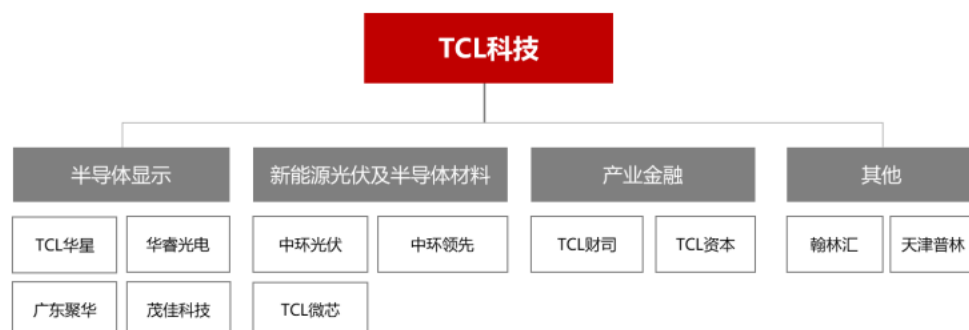 TCL科技
半导体显示
新能源光伏及半导体材料
产业金融
其他
TCL华星
华睿光电
中环光伏
中环领先
TCL财司
TCL资本
翰林汇
天津普林
广东聚华
茂佳科技
TCL微芯